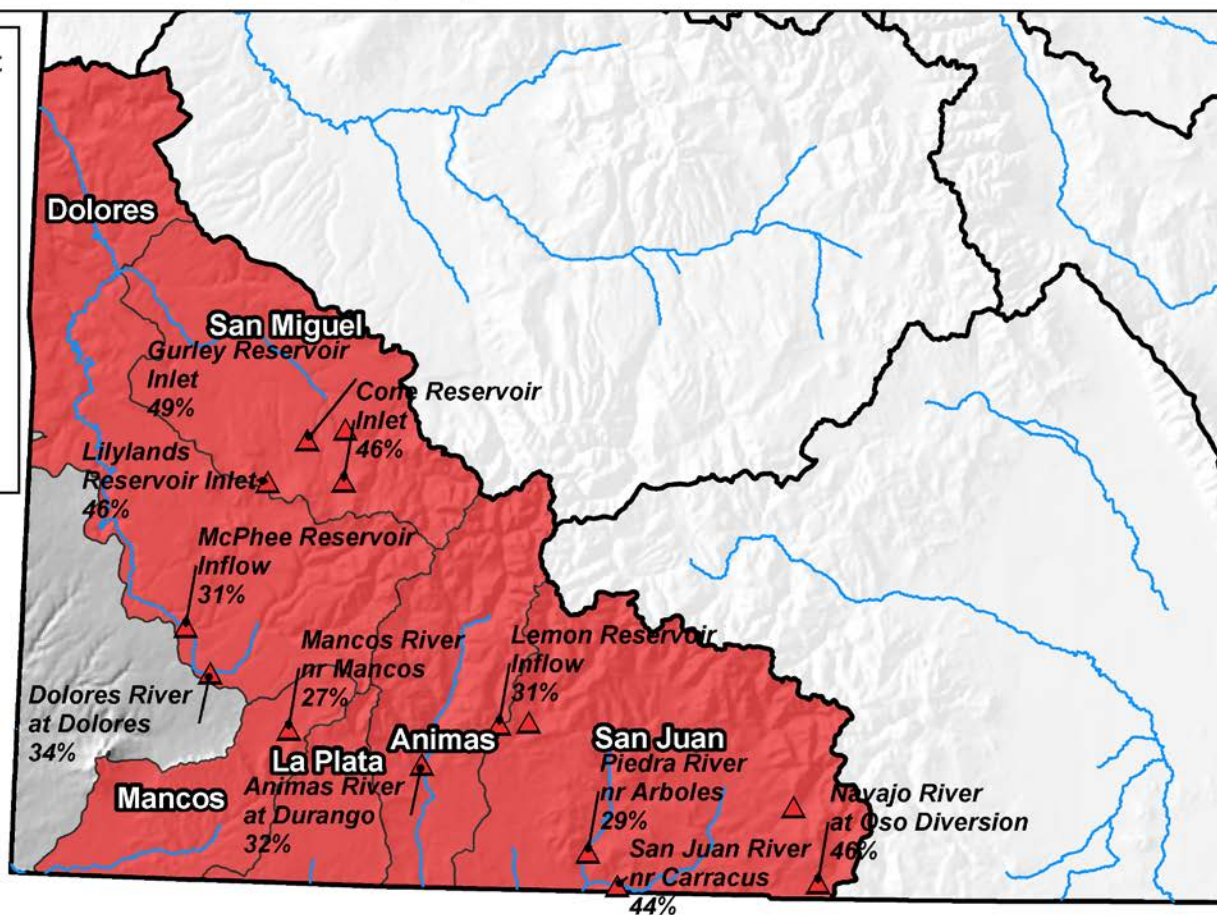 Dolores
San Miguel
Gurley Reservoir
Inlet
49%
Cone Reservoir
Inlet
46%
Lilylands
Reservoir Inlet
46%
McPhee Reservoir
Inflow
31%
Mancos River
nr Mancos
27%
Lemon Reservoir
Inflow
31%
Dolores River
at Dolores
34%
La Plata
Animas
San Juan
Mancos
Animas River
at Durango
32%
Piedra River
nr Arboles
29%
Navajo River
at Oso Diversion
46%
San Juan River
nr Carracus
44%